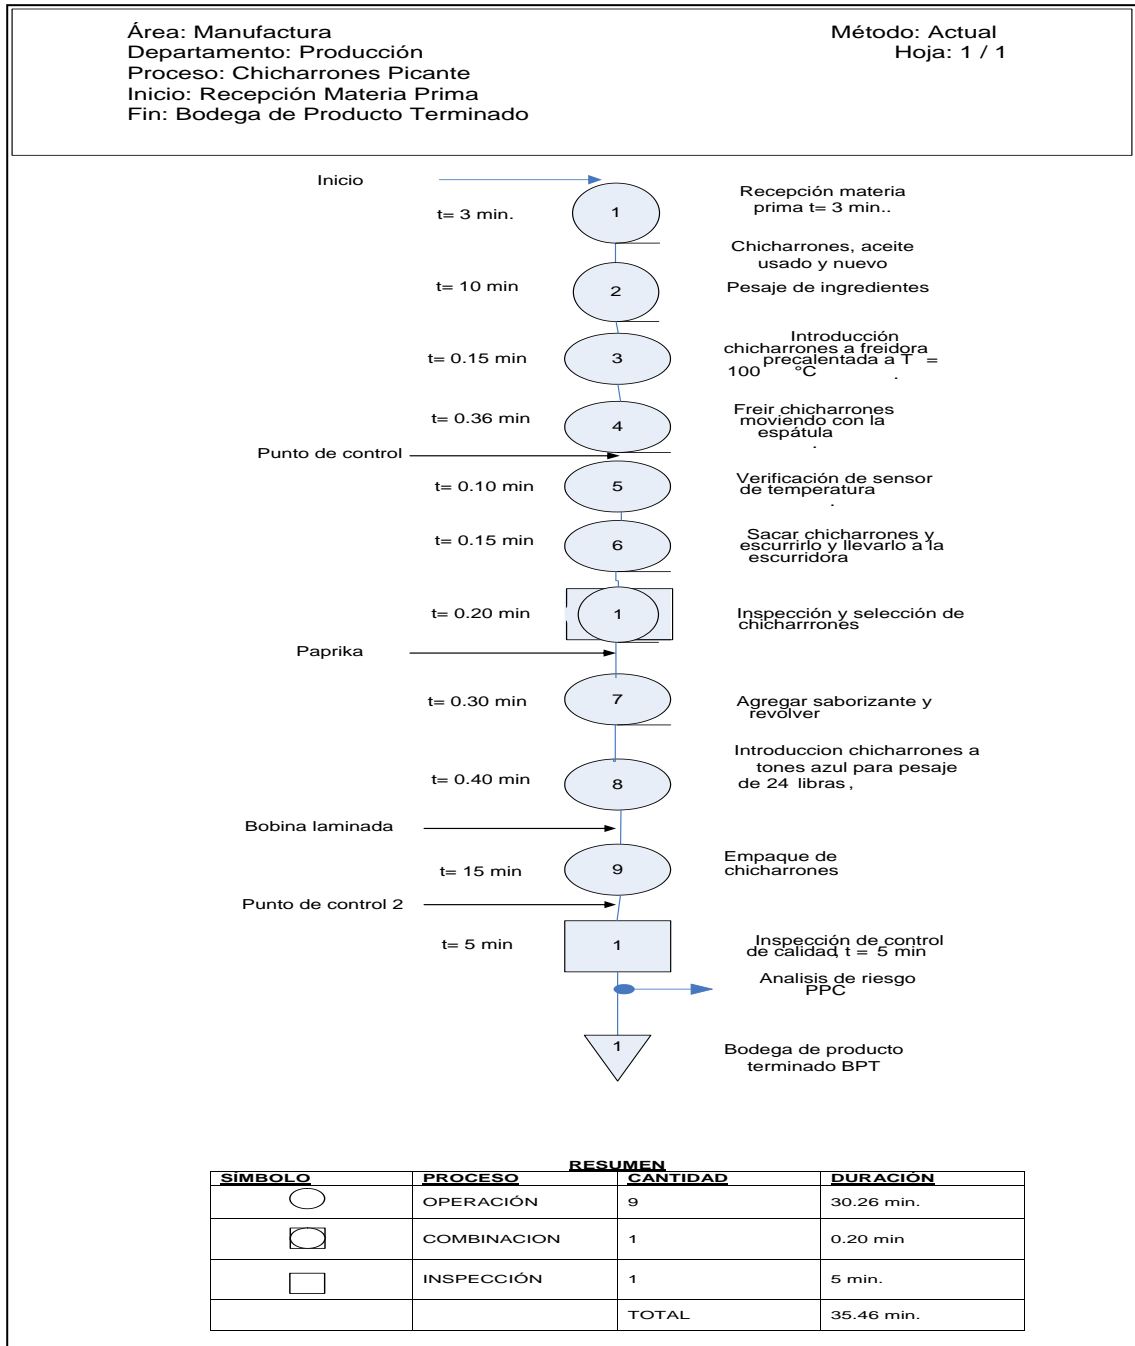 Área: Manufactura
Método: Actual
Departamento: Producción
Hoja: 1 / 1
Proceso: Chicharrones Picante
Inicio: Recepción Materia Prima
Fin: Bodega de Producto Terminado
Inicio
t= 3 min.
1
Recepción materia
prima t= 3 min..
Chicharrones, aceite
usado y nuevo
t= 10 min
2
Pesaje de ingredientes
t= 0.15 min
3
Introducción
chicharrones a freidora
precalentada a T =
100 °C .
t= 0.36 min
4
Freir chicharrones
moviendo con la
espátula
.
Punto de control
t= 0.10 min
5
Verificación de sensor
de temperatura
.
t= 0.15 min
6
Sacar chicharrones y
escurrirlo y llevarlo a la
escurridora
t= 0.20 min
1
Inspección y selección de
chicharrrones
Paprika
t= 0.30 min
7
Agregar saborizante y
revolver
t= 0.40 min
8
Introduccion chicharrones a
tones azul para pesaje
de 24 libras,
Bobina laminada
t= 15 min
9
Empaque de
chicharrones
Punto de control 2
t= 5 min
1
Inspección de control
de calidad, t = 5 min
Analisis de riesgo
PPC
1
Bodega de producto
terminado BPT
RESUMEN
SÍMBOLO PROCESO CANTIDAD DURACIÓN
OPERACIÓN 9 30.26 min.
COMBINACION 1 0.20 min
INSPECCIÓN 1 5 min.
TOTAL 35.46 min.